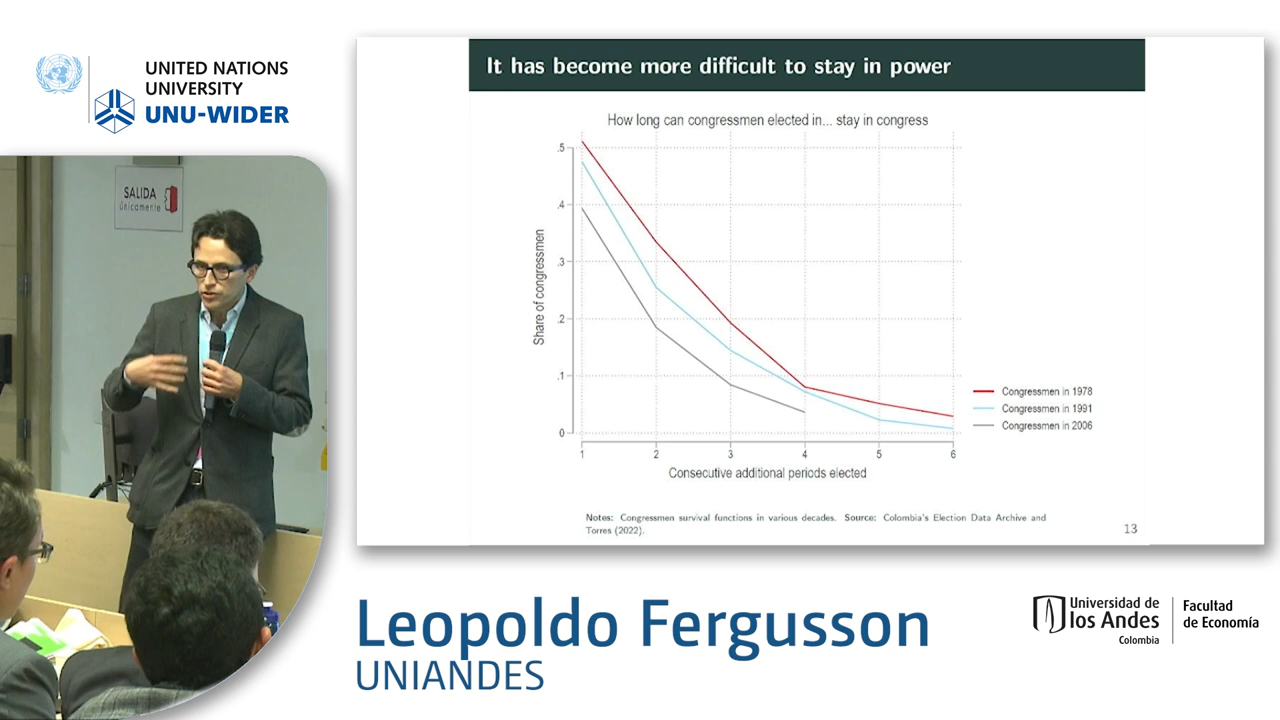 UNITED NATIONS
UNIVERSITY
UNU-WIDER
SALIDA
únicamente
It has become more difficult to stay in power
How long can congressmen elected in... stay in congress
.5
.4
.3
.2
.1
0
Share of congressmen
1 2 3 4 5 6
Consecutive additional periods elected
Congressmen in 1978
Congressmen in 1991
Congressmen in 2006
Notes: Congressmen survival functions in various decades. Source: Colombia's Election Data Archive and
Torres (2022).
13
Leopoldo Fergusson
UNIANDES
Universidad de
los Andes
Colombia
Facultad
de Economía